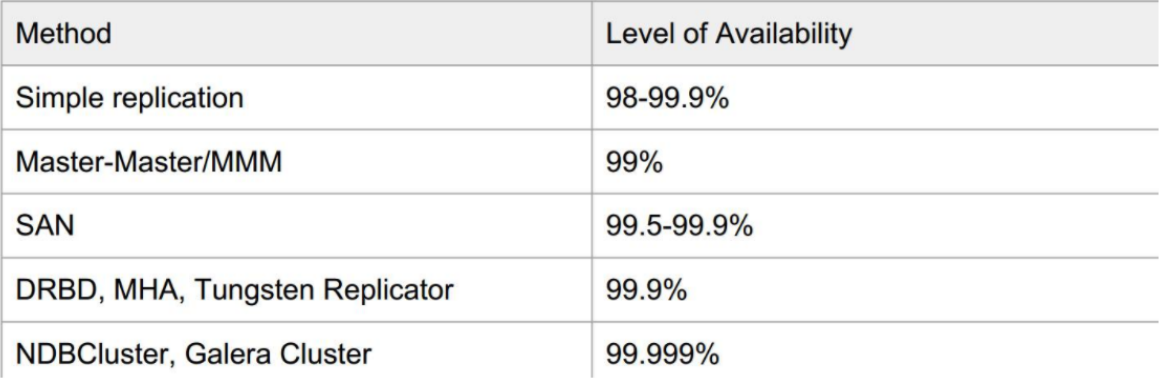 Method Level of Availability
Simple replication 98-99.9%
Master-Master/MMM 99%
SAN 99.5-99.9%
DRBD, MHA, Tungsten Replicator 99.9%
NDBCluster, Galera Cluster 99.999%